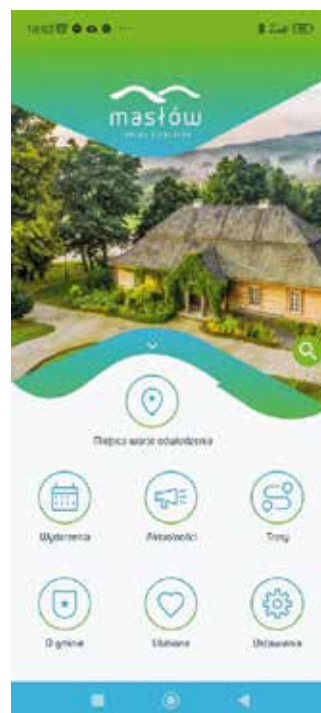 masłów
Miejsca warte odwiedzenia
Wydarzenia
Aktualności
Trasy
O gminie
Ulubione
Ustawienia